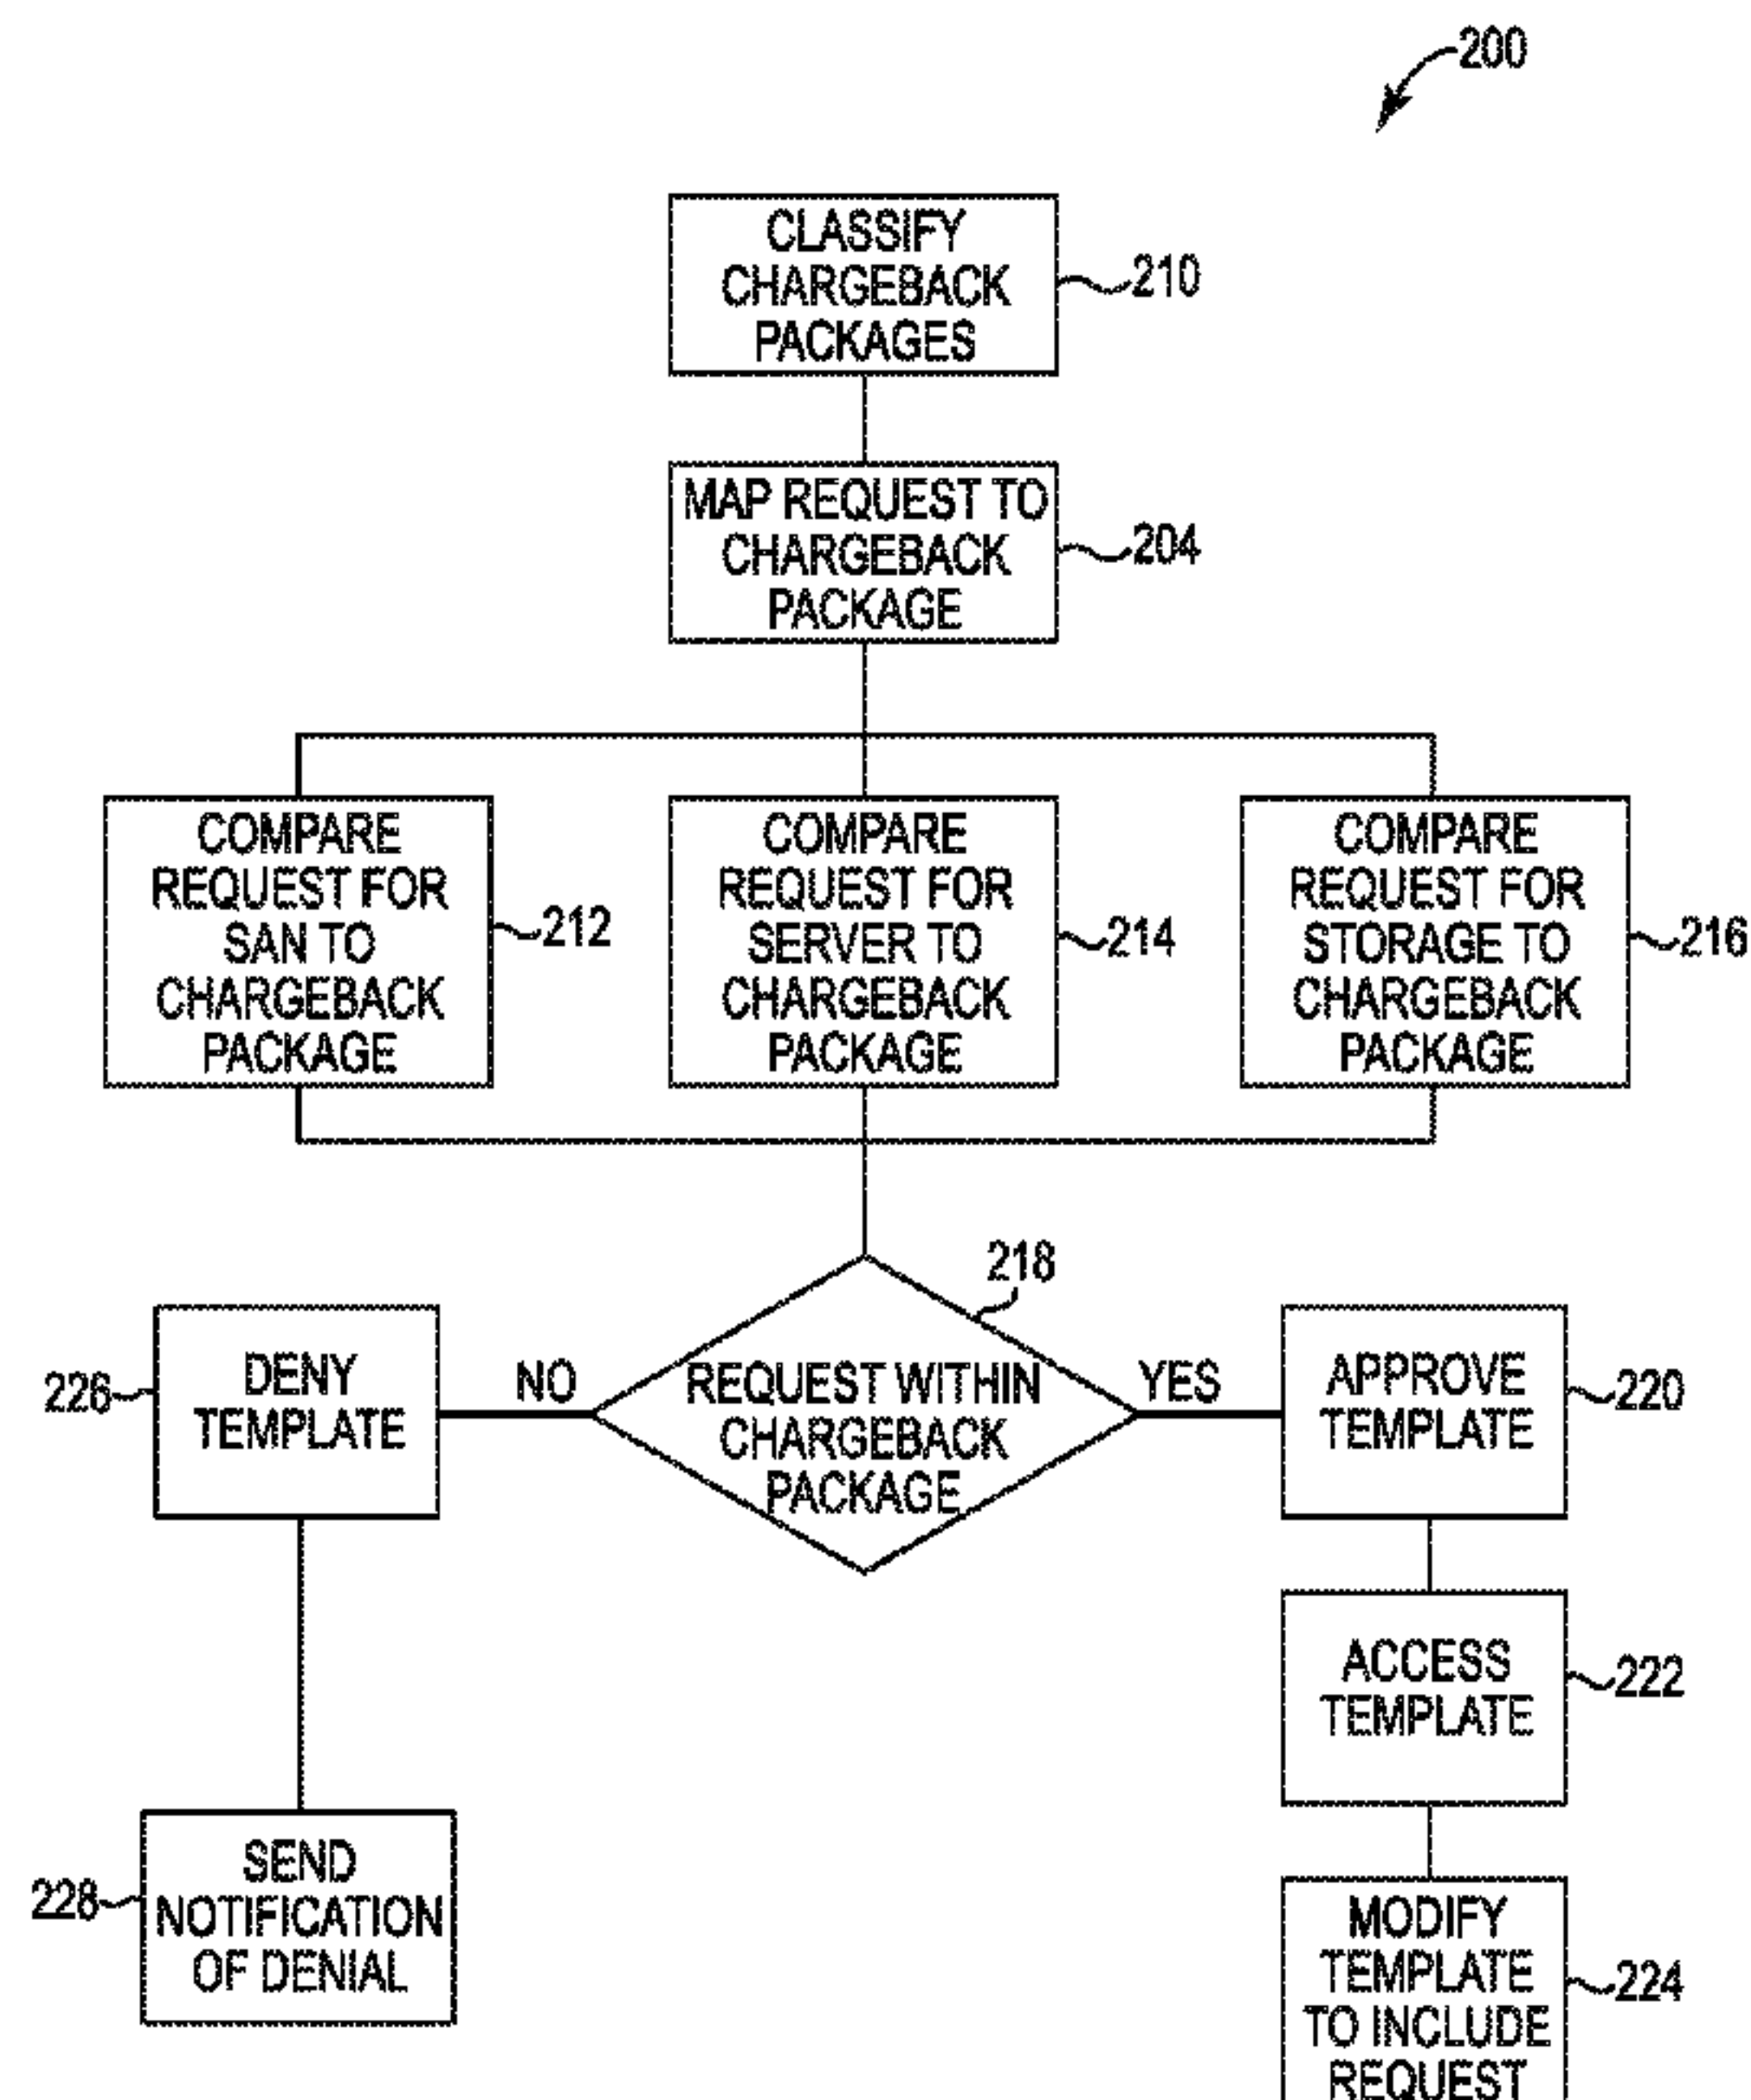 200
CLASSIFY
CHARGEBACK
PACKAGES
210
MAP REQUEST TO
CHARGEBACK
PACKAGE
204
COMPARE
REQUEST FOR
SAN TO
CHARGEBACK
PACKAGE
212
COMPARE
REQUEST FOR
SERVER TO
CHARGEBACK
PACKAGE
214
COMPARE
REQUEST FOR
STORAGE TO
CHARGEBACK
PACKAGE
216
218
REQUEST WITHIN
CHARGEBACK
PACKAGE
NO
YES
226
DENY
TEMPLATE
APPROVE
TEMPLATE
220
ACCESS
TEMPLATE
222
228
SEND
NOTIFICATION
OF DENIAL
MODIFY
TEMPLATE
TO INCLUDE
REQUEST
224